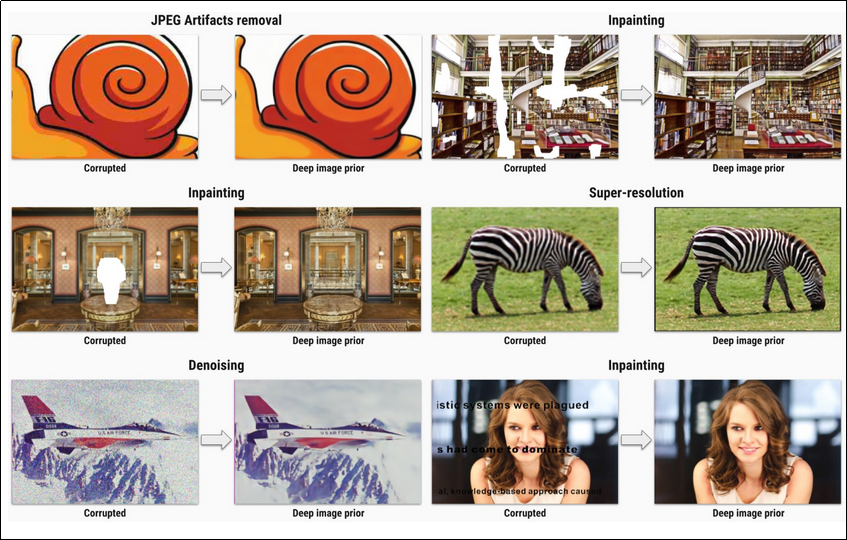 JPEG Artifacts removal
Inpainting
Corrupted
Deep image prior
Corrupted
Deep image prior
Inpainting
Super-resolution
Corrupted
Deep image prior
Corrupted
Deep image prior
Denoising
Inpainting
F16
U.S. AIR FORCE
F16
U.S. AIR FORCE
istic systems were plagued
s had come to dominate
al, knowledge-based approach caused
Corrupted
Deep image prior
Corrupted
Deep image prior